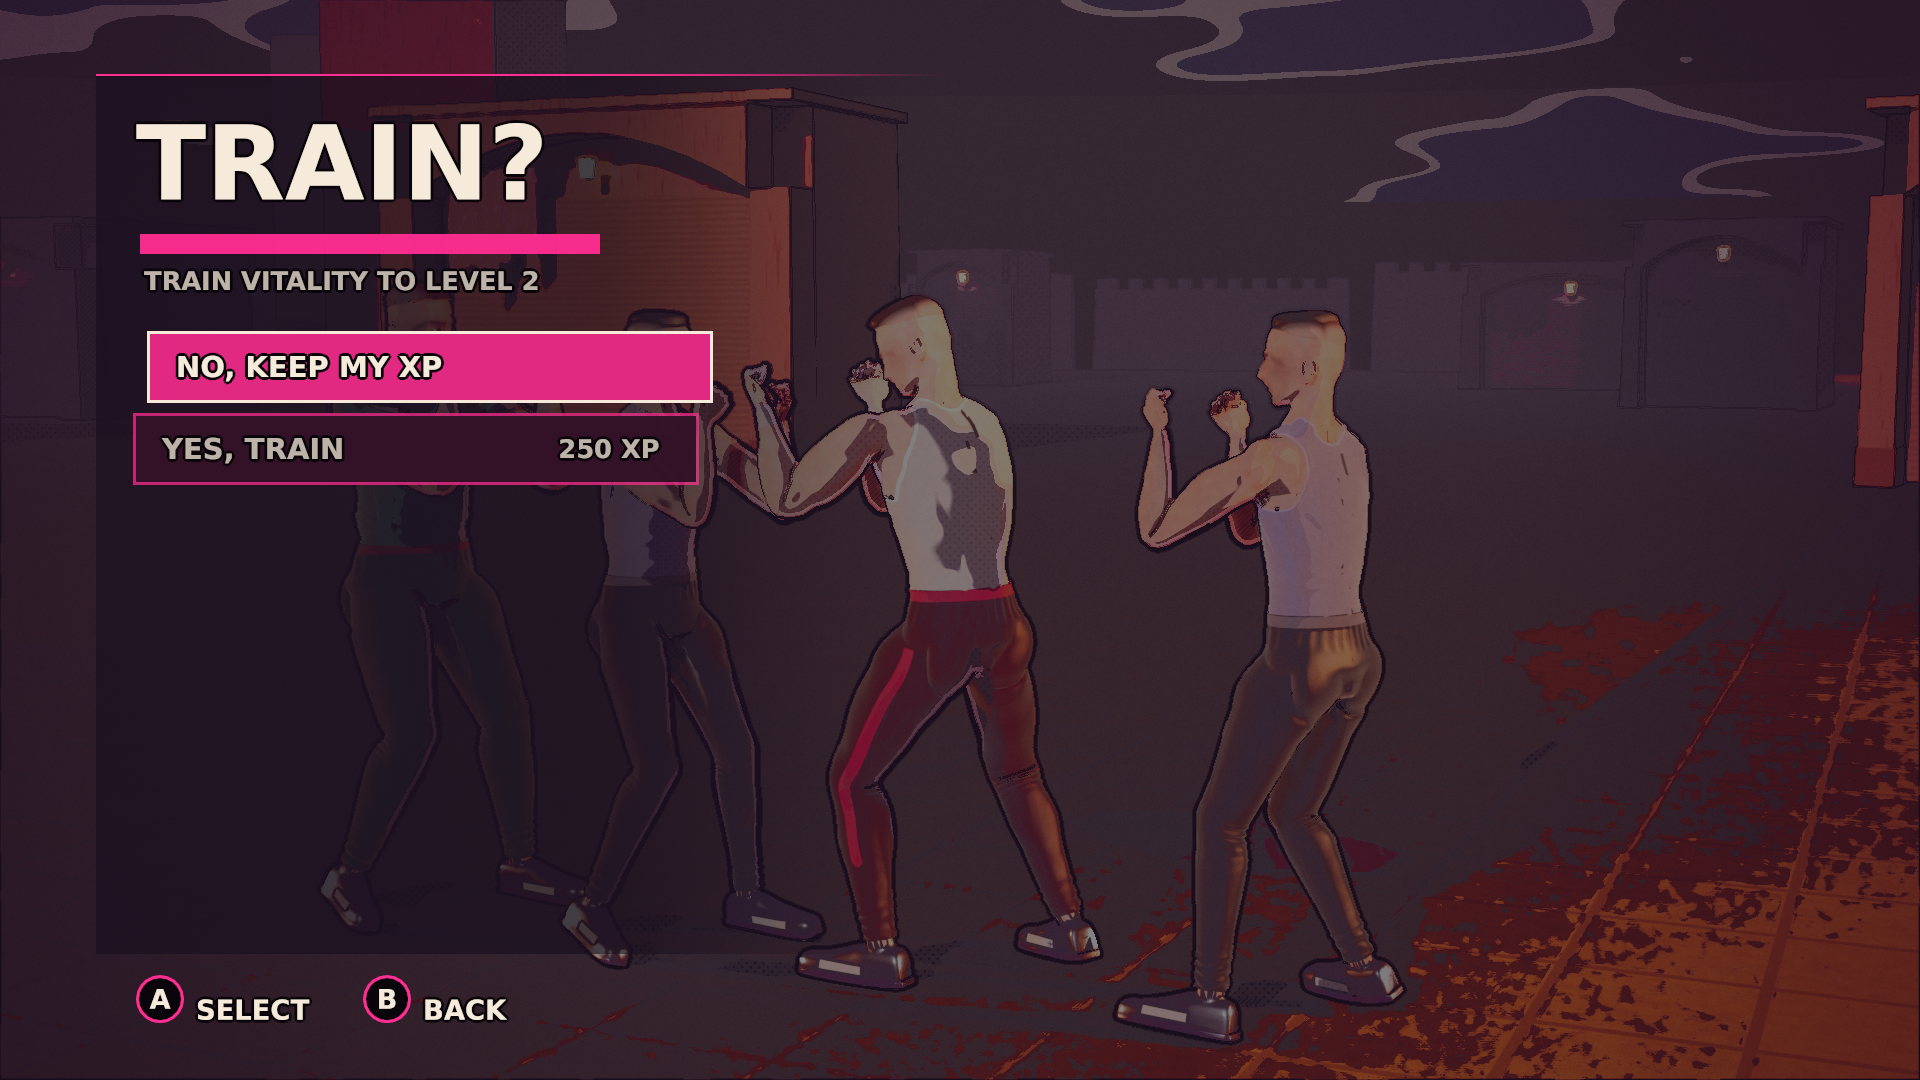 TRAIN?
TRAIN VITALITY TO LEVEL 2
NO, KEEP MY XP
YES, TRAIN 250 XP
A SELECT B BACK